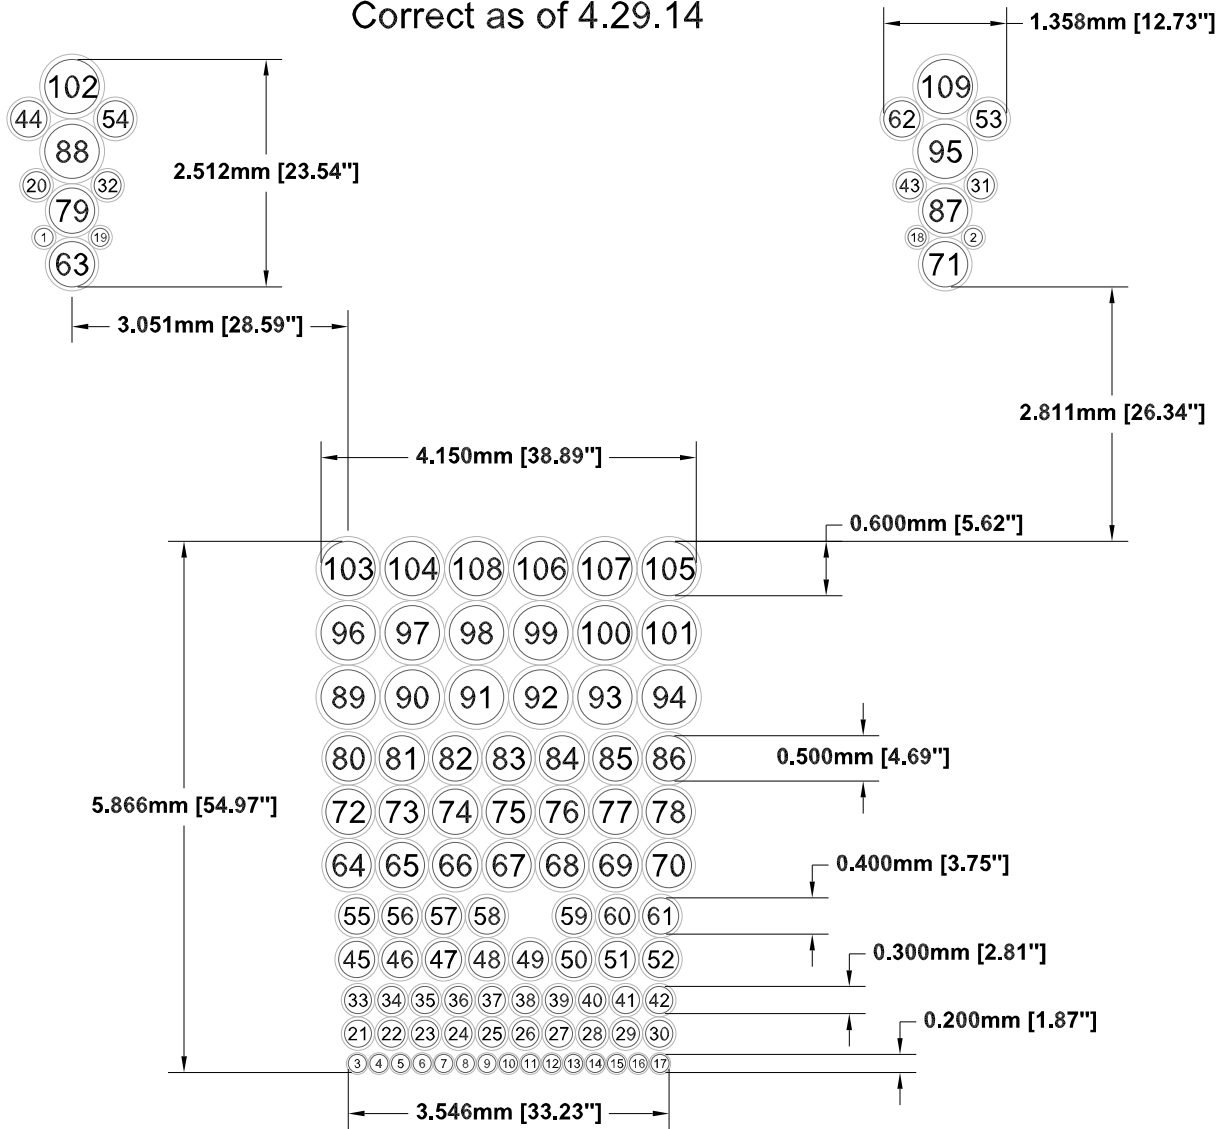 Correct as of 4.29.14
1.358mm [12.73"]
102
109
44 54
62 53
88
95
2.512mm [23.54"]
20 32
43 31
79
87
1 19
18 2
63
71
3.051mm [28.59"]
2.811mm [26.34"]
4.150mm [38.89"]
0.600mm [5.62"]
103 104 108 106 107 105
96 97 98 99 100 101
89 90 91 92 93 94
80 81 82 83 84 85 86
0.500mm [4.69"]
5.866mm [54.97"]
72 73 74 75 76 77 78
64 65 66 67 68 69 70
0.400mm [3.75"]
55 56 57 58 59 60 61
45 46 47 48 49 50 51 52
0.300mm [2.81"]
33 34 35 36 37 38 39 40 41 42
0.200mm [1.87"]
21 22 23 24 25 26 27 28 29 30
3 4 5 6 7 8 9 10 11 12 13 14 15 16 17
3.546mm [33.23"]